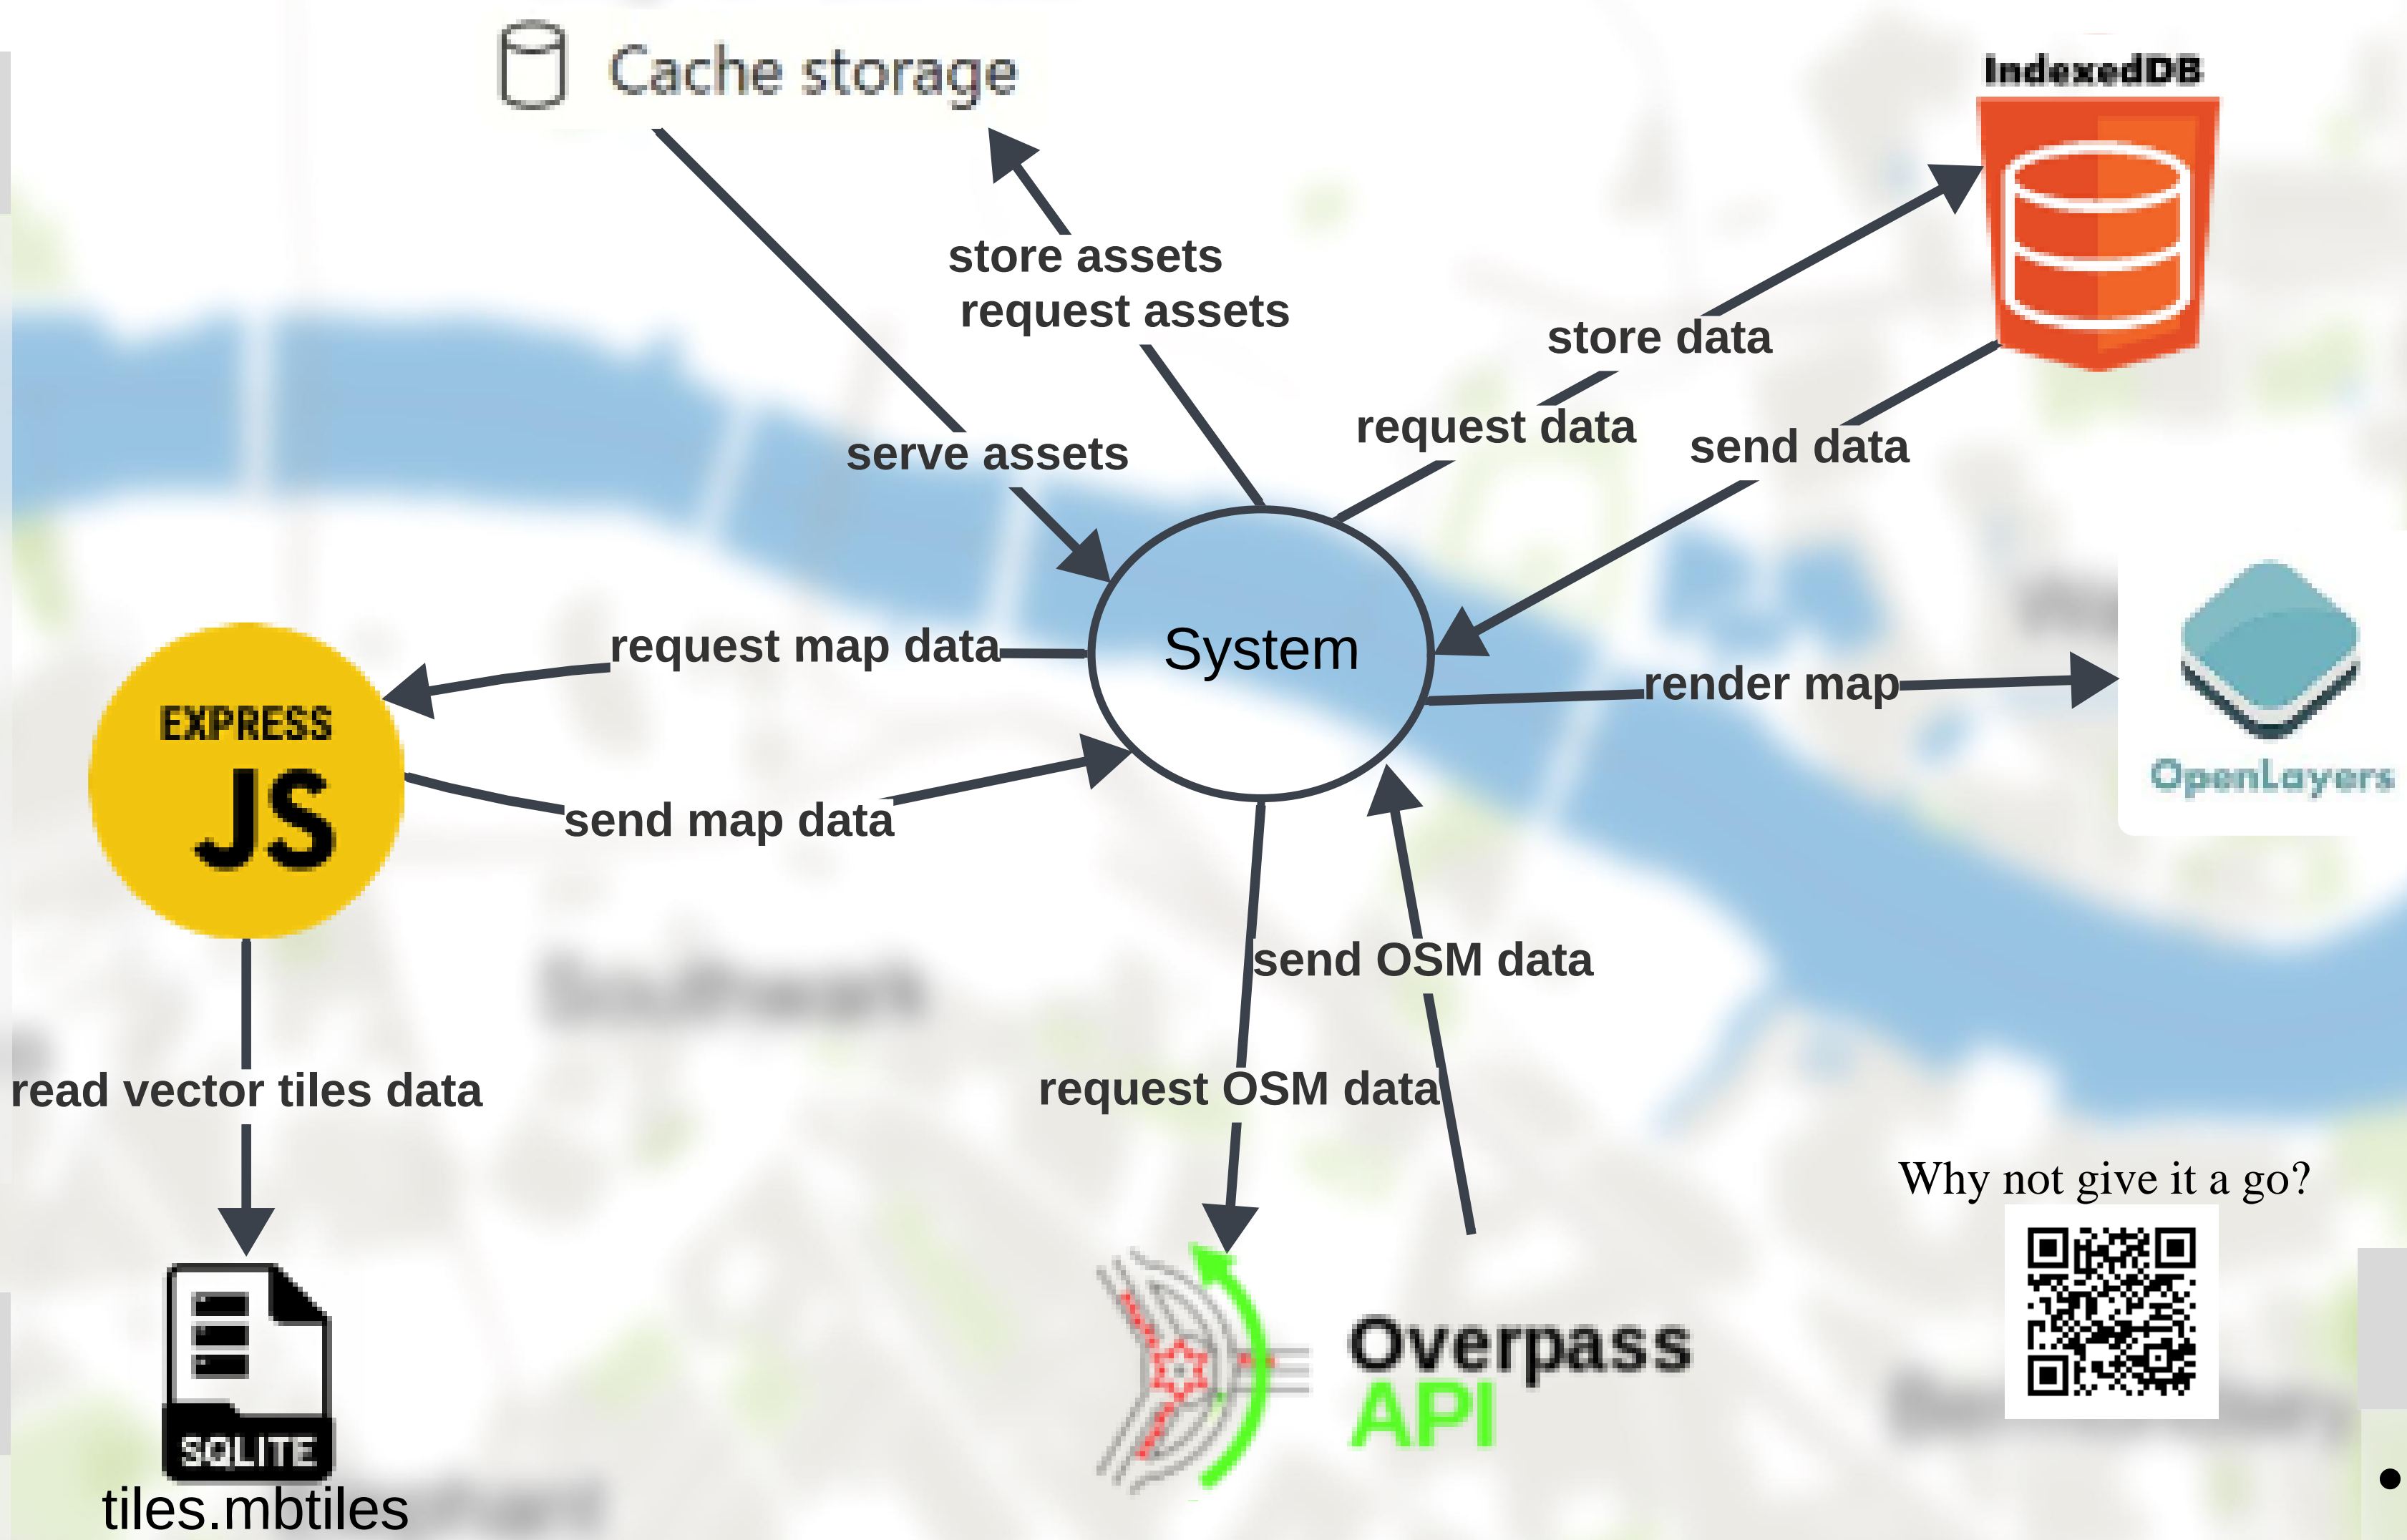 Cache storage
IndexedDB
store assets
request assets
store data
request data
send data
serve assets
request map data
System
render map
EXPRESS
JS
OpenLayers
send map data
Southwark
send OSM data
request OSM data
read vector tiles data
Why not give it a go?
Overpass
API
SQLITE
tiles.mbtiles